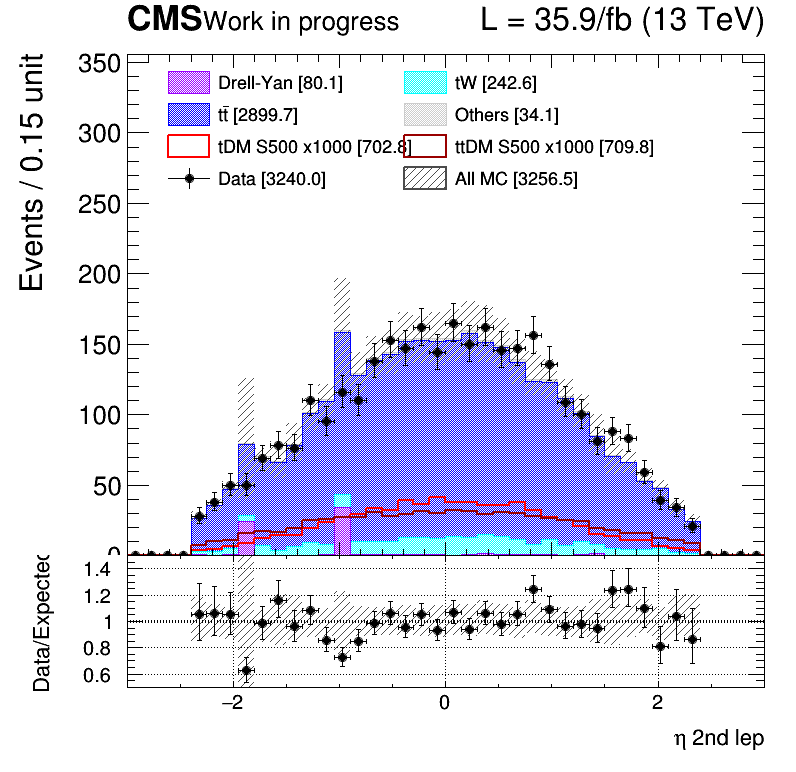 CMS Work in progress L = 35.9/fb (13 TeV)
Events / 0.15 unit
350
300
250
200
150
100
50
0
Drell-Yan [80.1] tW [242.6]
tt̄ [2899.7] Others [34.1]
tDM S500 x1000 [702.8] ttDM S500 x1000 [709.8]
Data [3240.0] All MC [3256.5]
Data/Expected
1.4
1.2
1
0.8
0.6
−2 0 2
η 2nd lep